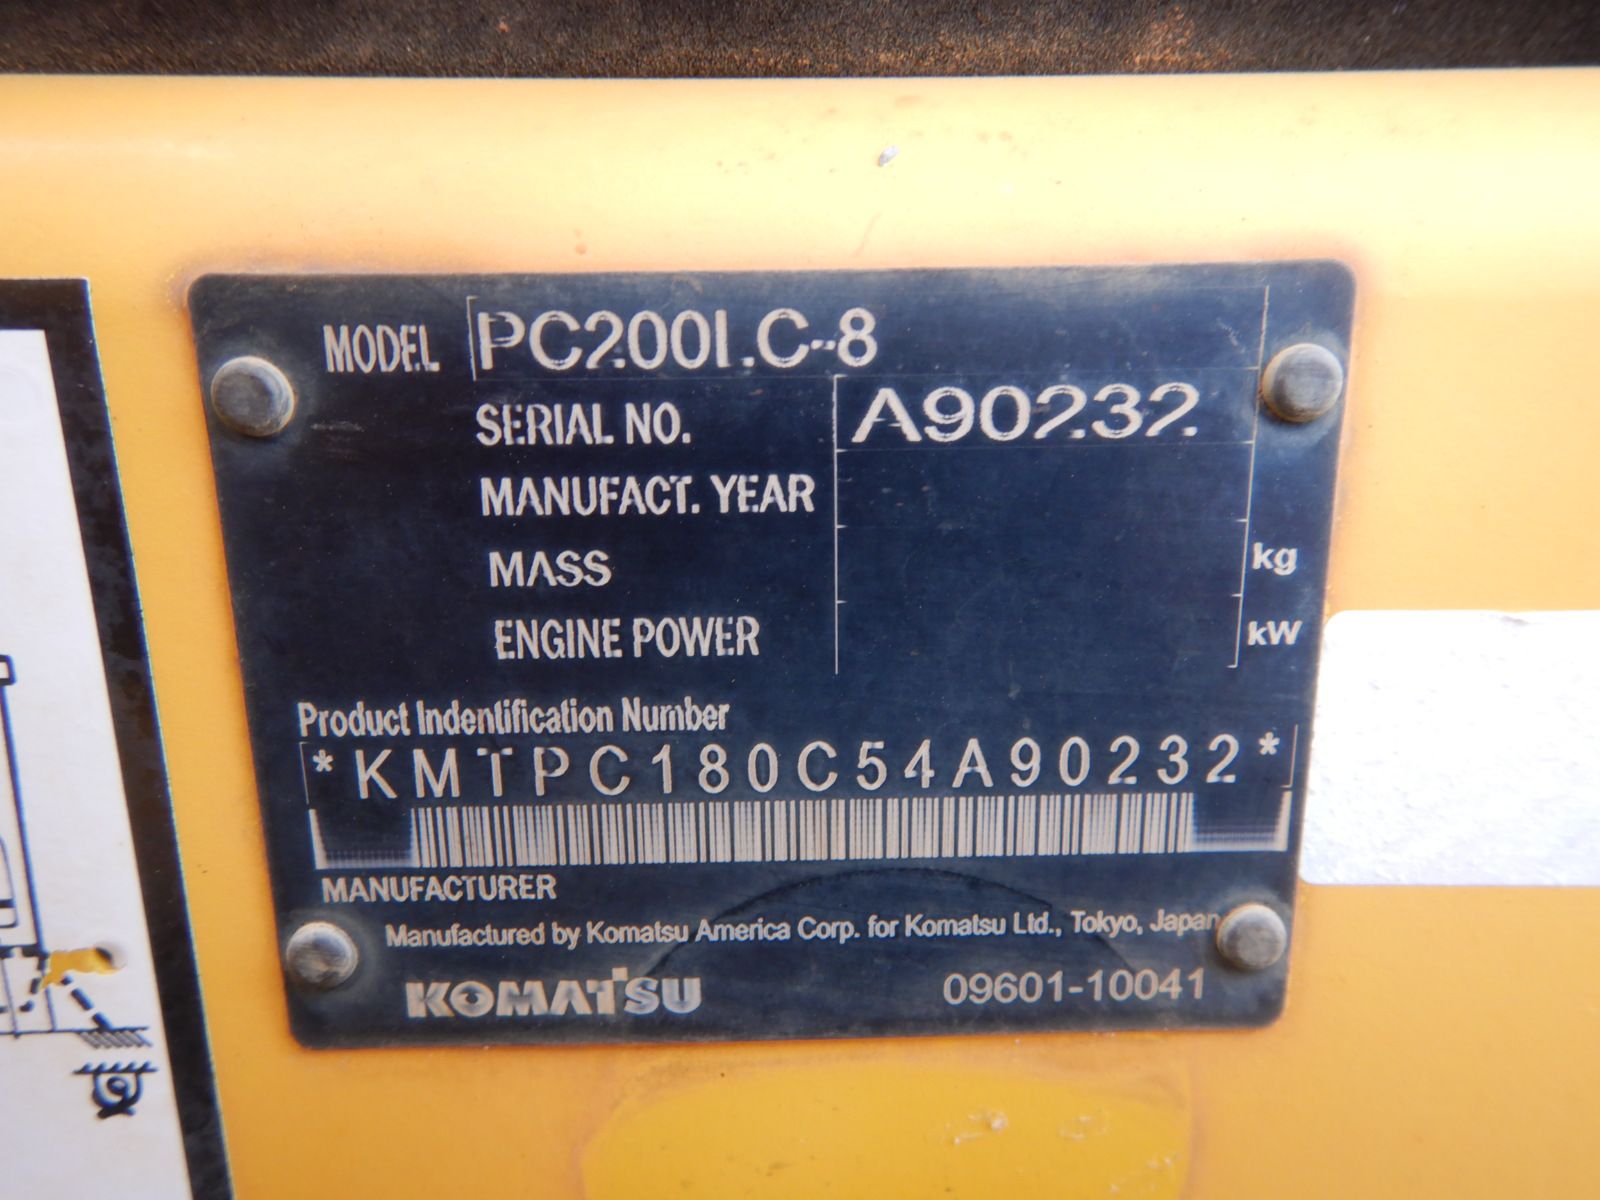 MODEL PC200LC-8
SERIAL NO. A90232
MANUFACT. YEAR
MASS kg
ENGINE POWER kW
Product Indentification Number
*KMTPC180C54A90232*
MANUFACTURER
Manufactured by Komatsu America Corp. for Komatsu Ltd., Tokyo, Japan
KOMATSU 09601-10041